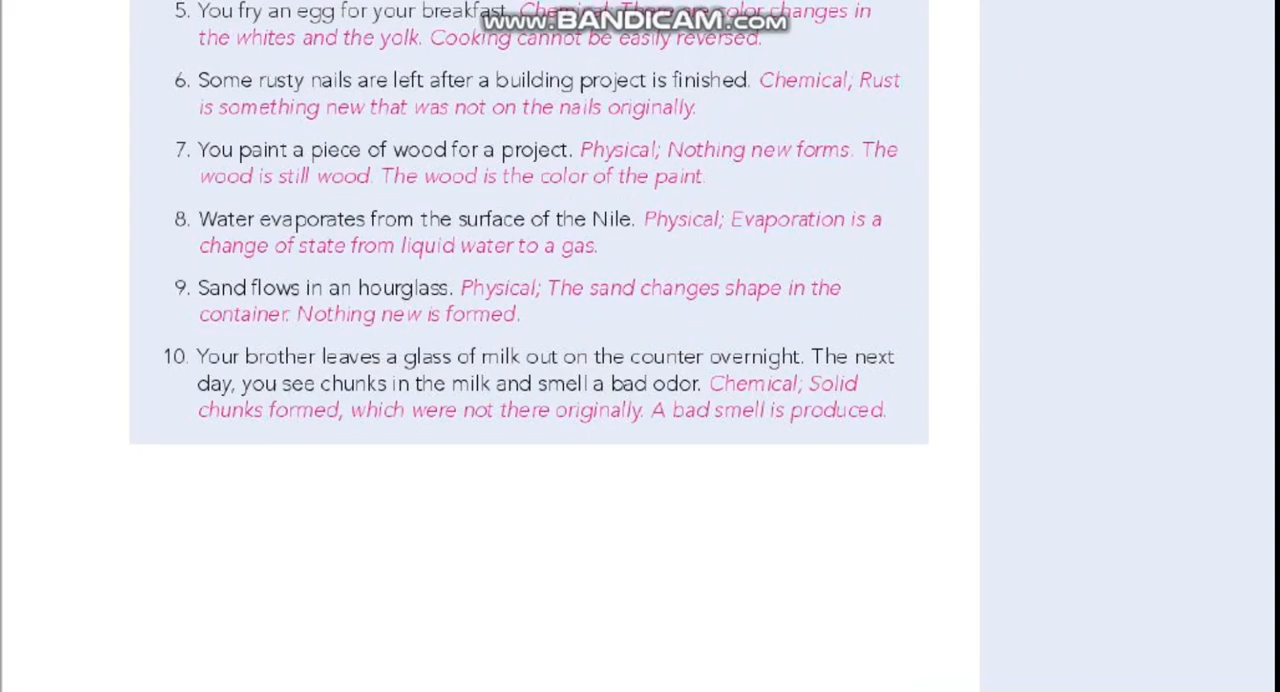 5. You fry an egg for your breakfast. Chemical; There are color changes in
www.BANDICAM.com
the whites and the yolk. Cooking cannot be easily reversed.
6. Some rusty nails are left after a building project is finished. Chemical; Rust
is something new that was not on the nails originally.
7. You paint a piece of wood for a project. Physical; Nothing new forms. The
wood is still wood. The wood is the color of the paint.
8. Water evaporates from the surface of the Nile. Physical; Evaporation is a
change of state from liquid water to a gas.
9. Sand flows in an hourglass. Physical; The sand changes shape in the
container. Nothing new is formed.
10. Your brother leaves a glass of milk out on the counter overnight. The next
day, you see chunks in the milk and smell a bad odor. Chemical; Solid
chunks formed, which were not there originally. A bad smell is produced.